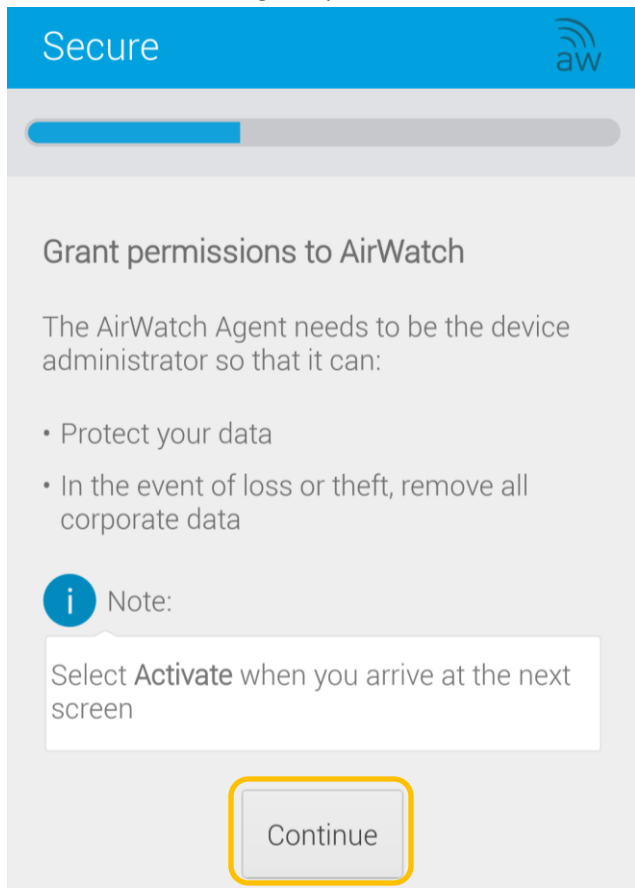 Secure
aw
Grant permissions to AirWatch
The AirWatch Agent needs to be the device
administrator so that it can:
• Protect your data
• In the event of loss or theft, remove all
corporate data
i Note:
Select Activate when you arrive at the next
screen
Continue